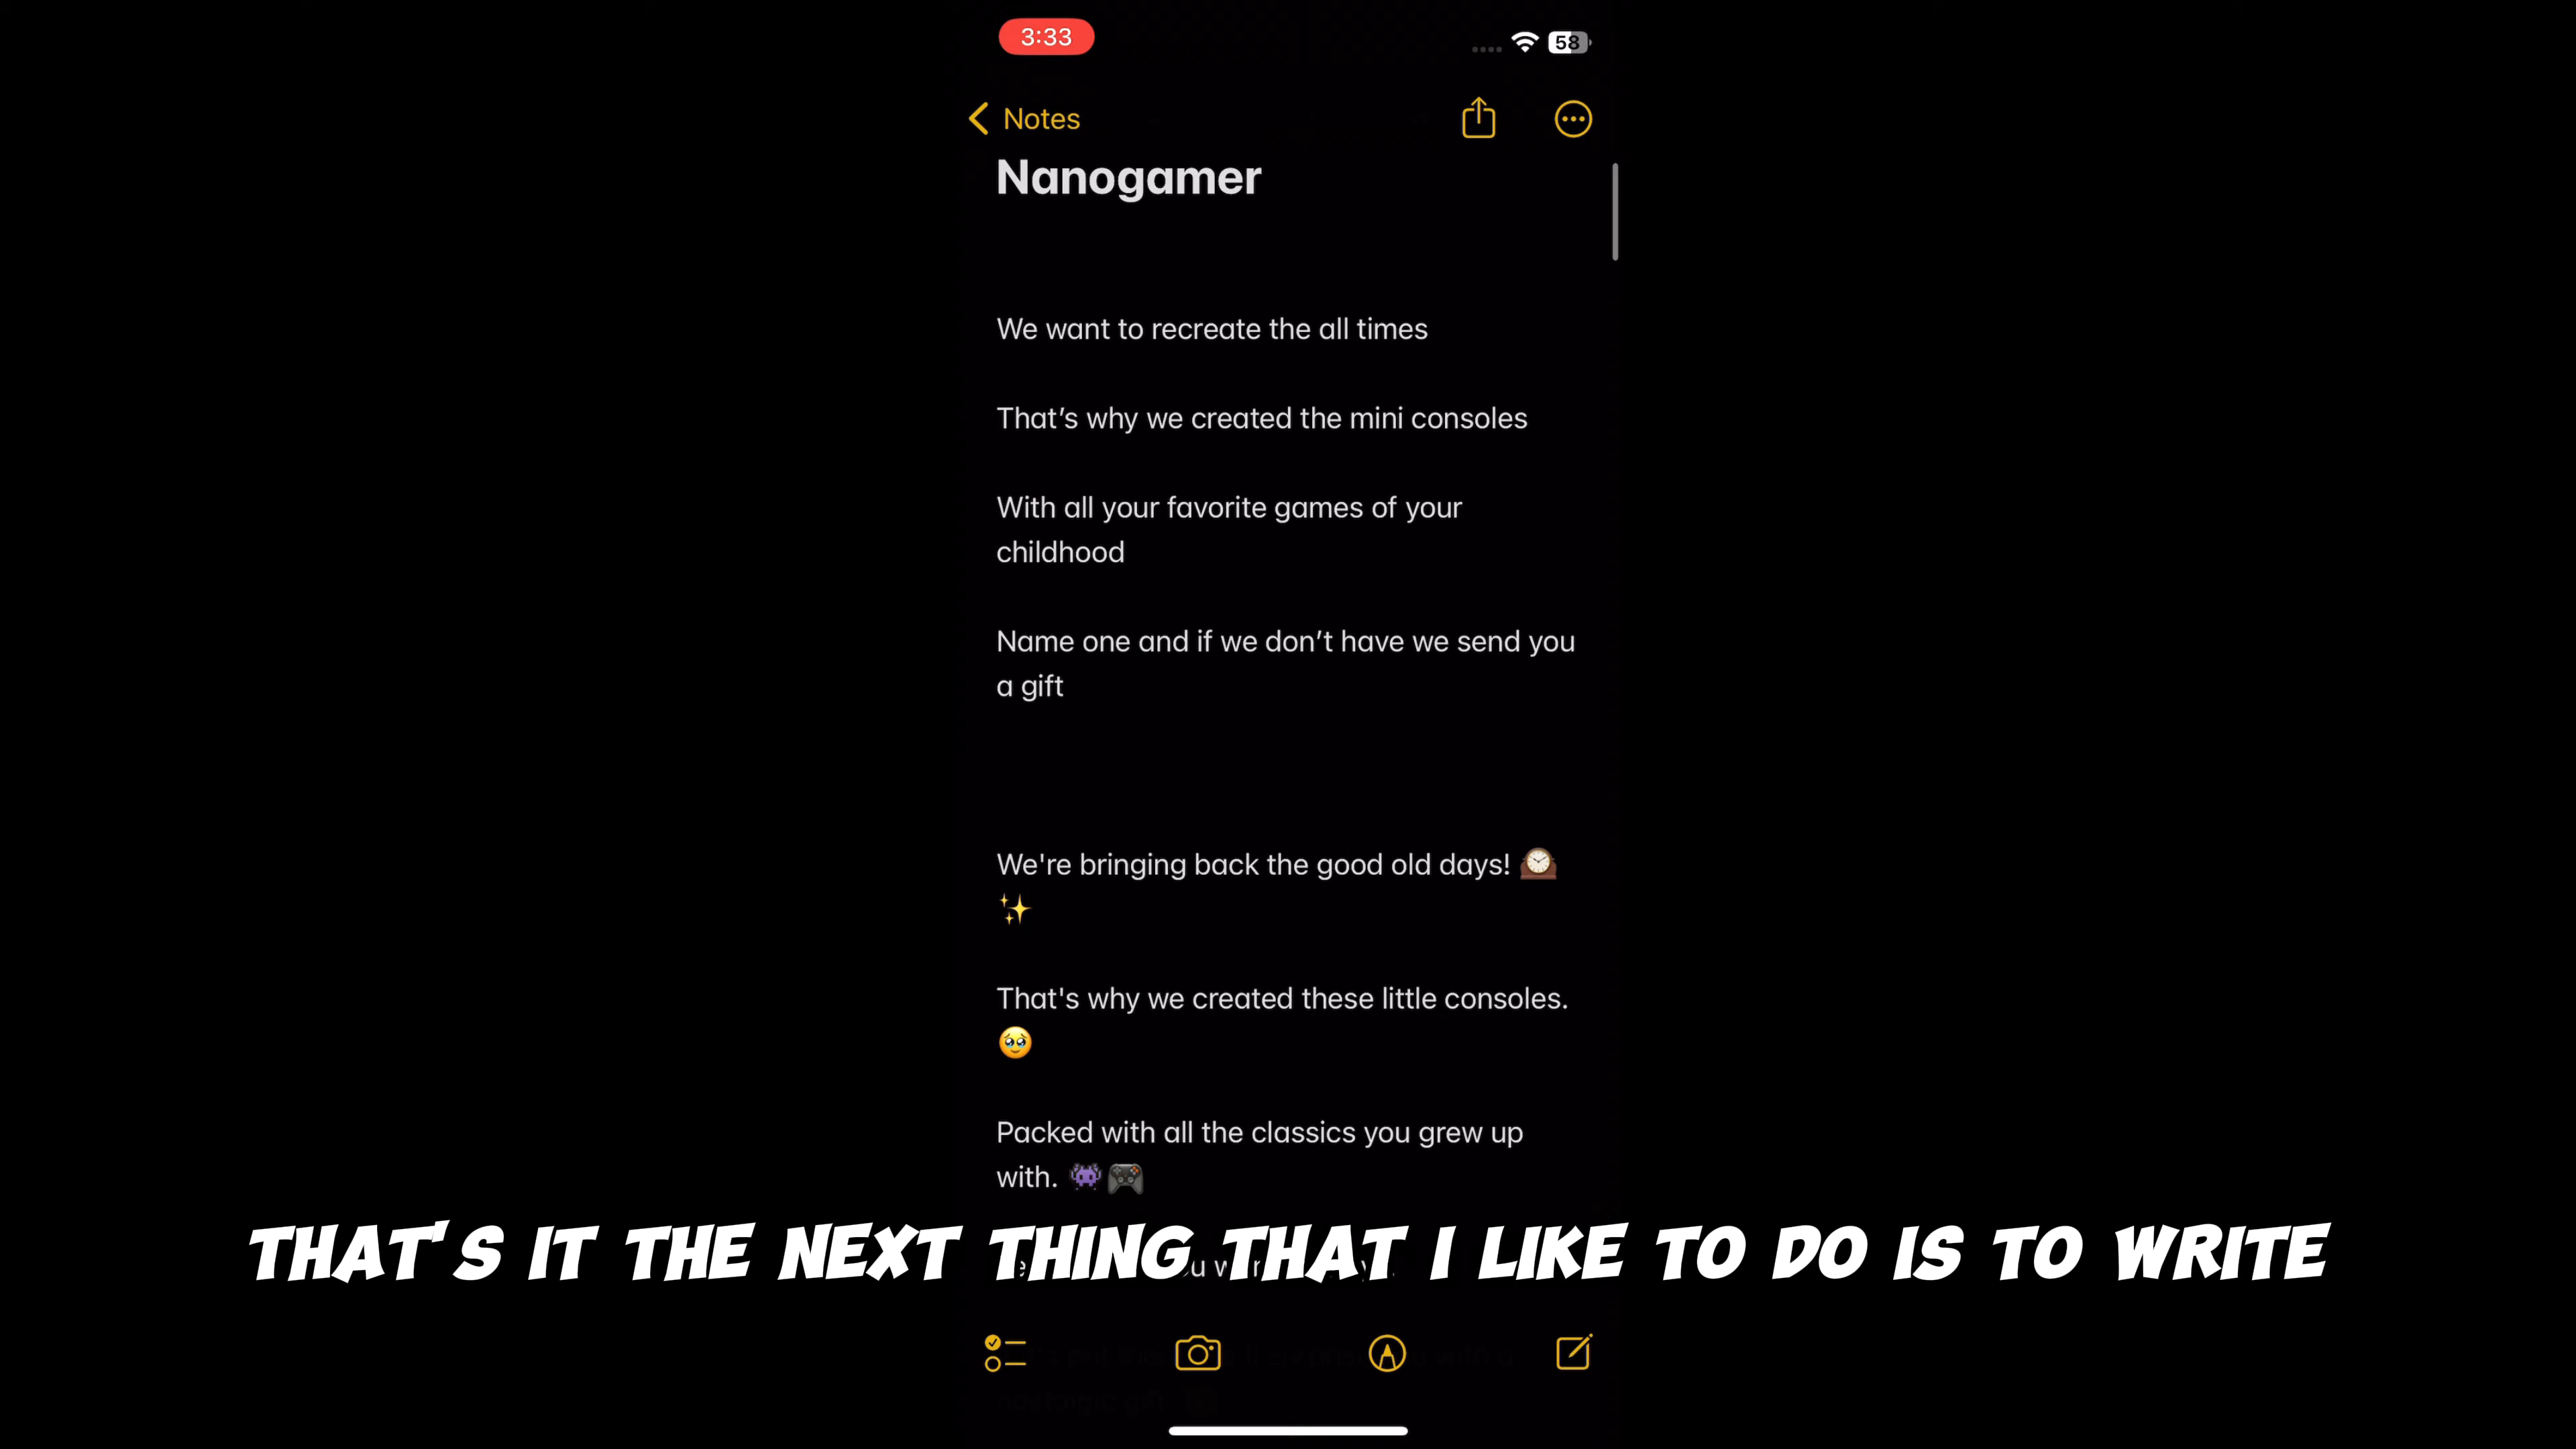 3:33
58
Notes
Nanogamer
We want to recreate the all times
That's why we created the mini consoles
With all your favorite games of your
childhood
Name one and if we don't have we send you
a gift
We're bringing back the good old days! 🕰️
✨
That's why we created these little consoles.
🥹
Packed with all the classics you grew up
with. 👾🎮
THAT'S IT THE NEXT THING THAT I LIKE TO DO IS TO WRITE